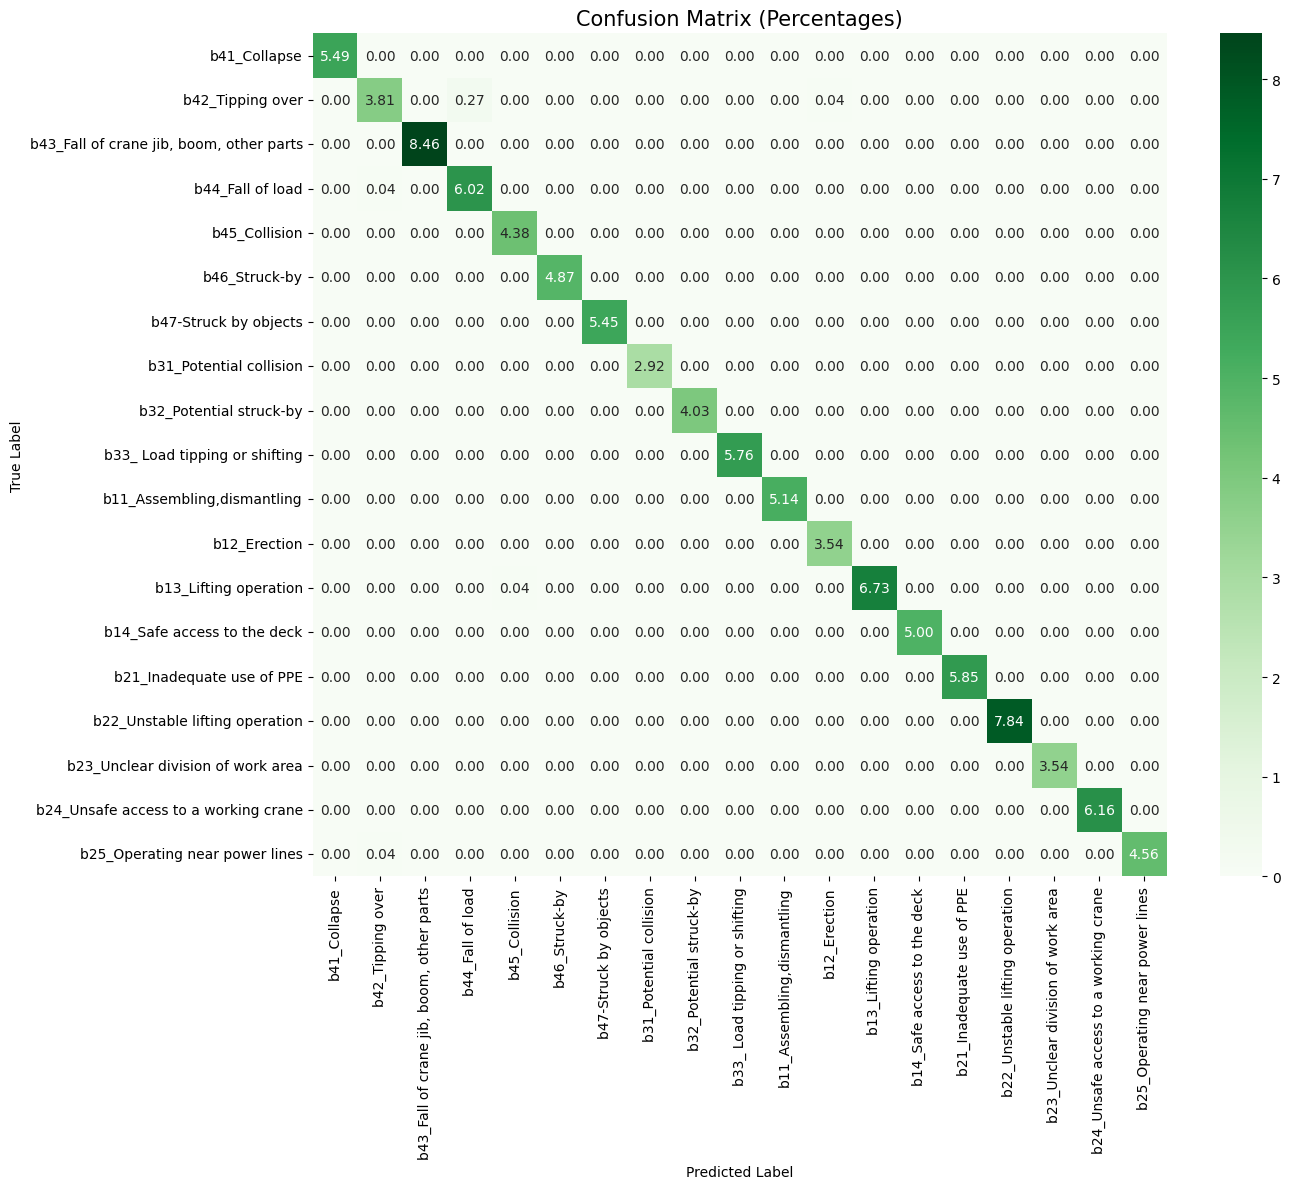 Confusion Matrix (Percentages)
True Label
b41_Collapse 5.49 0.00 0.00 0.00 0.00 0.00 0.00 0.00 0.00 0.00 0.00 0.00 0.00 0.00 0.00 0.00 0.00 0.00 0.00
b42_Tipping over 0.00 3.81 0.00 0.27 0.00 0.00 0.00 0.00 0.00 0.00 0.00 0.04 0.00 0.00 0.00 0.00 0.00 0.00 0.00
b43_Fall of crane jib, boom, other parts 0.00 0.00 8.46 0.00 0.00 0.00 0.00 0.00 0.00 0.00 0.00 0.00 0.00 0.00 0.00 0.00 0.00 0.00 0.00
b44_Fall of load 0.00 0.04 0.00 6.02 0.00 0.00 0.00 0.00 0.00 0.00 0.00 0.00 0.00 0.00 0.00 0.00 0.00 0.00 0.00
b45_Collision 0.00 0.00 0.00 0.00 4.38 0.00 0.00 0.00 0.00 0.00 0.00 0.00 0.00 0.00 0.00 0.00 0.00 0.00 0.00
b46_Struck-by 0.00 0.00 0.00 0.00 0.00 4.87 0.00 0.00 0.00 0.00 0.00 0.00 0.00 0.00 0.00 0.00 0.00 0.00 0.00
b47-Struck by objects 0.00 0.00 0.00 0.00 0.00 0.00 5.45 0.00 0.00 0.00 0.00 0.00 0.00 0.00 0.00 0.00 0.00 0.00 0.00
b31_Potential collision 0.00 0.00 0.00 0.00 0.00 0.00 0.00 2.92 0.00 0.00 0.00 0.00 0.00 0.00 0.00 0.00 0.00 0.00 0.00
b32_Potential struck-by 0.00 0.00 0.00 0.00 0.00 0.00 0.00 0.00 4.03 0.00 0.00 0.00 0.00 0.00 0.00 0.00 0.00 0.00 0.00
b33_ Load tipping or shifting 0.00 0.00 0.00 0.00 0.00 0.00 0.00 0.00 0.00 5.76 0.00 0.00 0.00 0.00 0.00 0.00 0.00 0.00 0.00
b11_Assembling,dismantling 0.00 0.00 0.00 0.00 0.00 0.00 0.00 0.00 0.00 0.00 5.14 0.00 0.00 0.00 0.00 0.00 0.00 0.00 0.00
b12_Erection 0.00 0.00 0.00 0.00 0.00 0.00 0.00 0.00 0.00 0.00 0.00 3.54 0.00 0.00 0.00 0.00 0.00 0.00 0.00
b13_Lifting operation 0.00 0.00 0.00 0.00 0.04 0.00 0.00 0.00 0.00 0.00 0.00 0.00 6.73 0.00 0.00 0.00 0.00 0.00 0.00
b14_Safe access to the deck 0.00 0.00 0.00 0.00 0.00 0.00 0.00 0.00 0.00 0.00 0.00 0.00 0.00 5.00 0.00 0.00 0.00 0.00 0.00
b21_Inadequate use of PPE 0.00 0.00 0.00 0.00 0.00 0.00 0.00 0.00 0.00 0.00 0.00 0.00 0.00 0.00 5.85 0.00 0.00 0.00 0.00
b22_Unstable lifting operation 0.00 0.00 0.00 0.00 0.00 0.00 0.00 0.00 0.00 0.00 0.00 0.00 0.00 0.00 0.00 7.84 0.00 0.00 0.00
b23_Unclear division of work area 0.00 0.00 0.00 0.00 0.00 0.00 0.00 0.00 0.00 0.00 0.00 0.00 0.00 0.00 0.00 0.00 3.54 0.00 0.00
b24_Unsafe access to a working crane 0.00 0.00 0.00 0.00 0.00 0.00 0.00 0.00 0.00 0.00 0.00 0.00 0.00 0.00 0.00 0.00 0.00 6.16 0.00
b25_Operating near power lines 0.00 0.04 0.00 0.00 0.00 0.00 0.00 0.00 0.00 0.00 0.00 0.00 0.00 0.00 0.00 0.00 0.00 0.00 4.56
b41_Collapse
b42_Tipping over
b43_Fall of crane jib, boom, other parts
b44_Fall of load
b45_Collision
b46_Struck-by
b47-Struck by objects
b31_Potential collision
b32_Potential struck-by
b33_ Load tipping or shifting
b11_Assembling,dismantling
b12_Erection
b13_Lifting operation
b14_Safe access to the deck
b21_Inadequate use of PPE
b22_Unstable lifting operation
b23_Unclear division of work area
b24_Unsafe access to a working crane
b25_Operating near power lines
Predicted Label
8
7
6
5
4
3
2
1
0